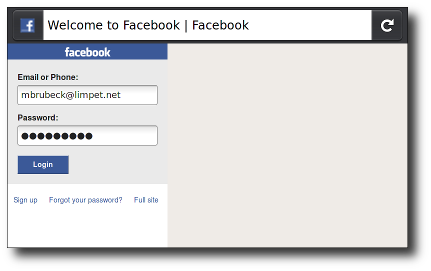 Welcome to Facebook | Facebook
facebook
Email or Phone:
mbrubeck@limpet.net
Password:
●●●●●●●●●
Login
Sign up Forgot your password? Full site